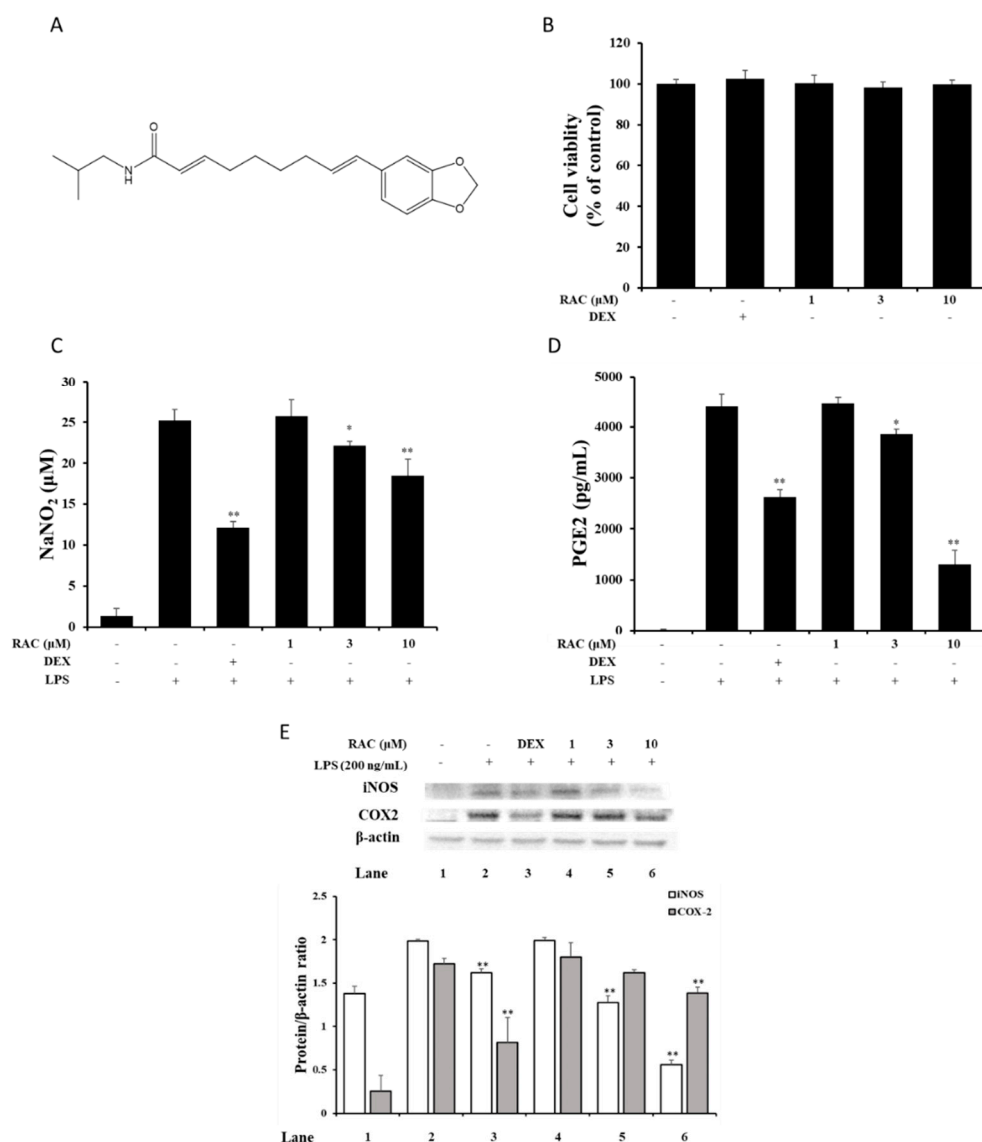 A
O
N
H
O
O
B
Cell viablity
(% of control)
120
100
80
60
40
20
0
RAC (μM) - - 1 3 10
DEX - + - - -
C
NaNO₂ (μM)
30
25
20
15
10
5
0
**
*
**
RAC (μM) - - - 1 3 10
DEX - - + - - -
LPS - + + + + +
D
PGE2 (pg/mL)
5000
4000
3000
2000
1000
0
**
*
**
RAC (μM) - - - 1 3 10
DEX - - + - - -
LPS - + + + + +
E
RAC (μM) - - DEX 1 3 10
LPS (200 ng/mL) - + + + + +
iNOS
COX2
β-actin
Lane 1 2 3 4 5 6
iNOS
COX-2
Protein/β-actin ratio
2.5
2
1.5
1
0.5
0
**
**
**
**
**
Lane 1 2 3 4 5 6